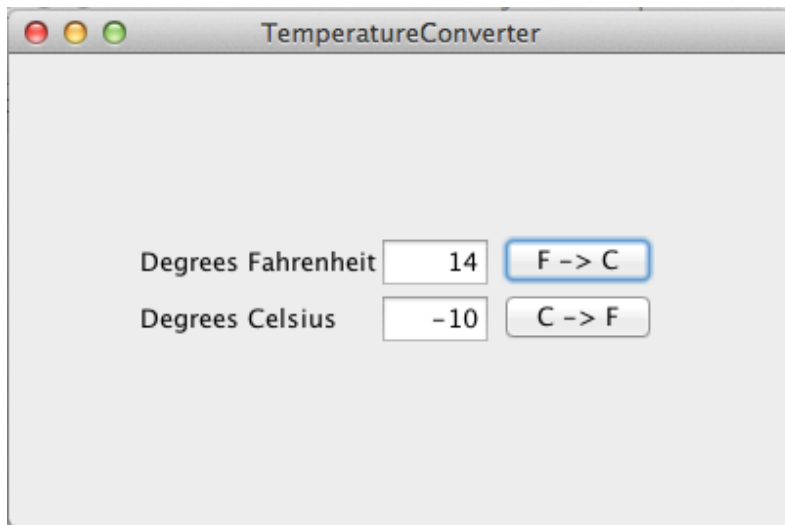 TemperatureConverter
Degrees Fahrenheit 14 F -> C
Degrees Celsius -10 C -> F